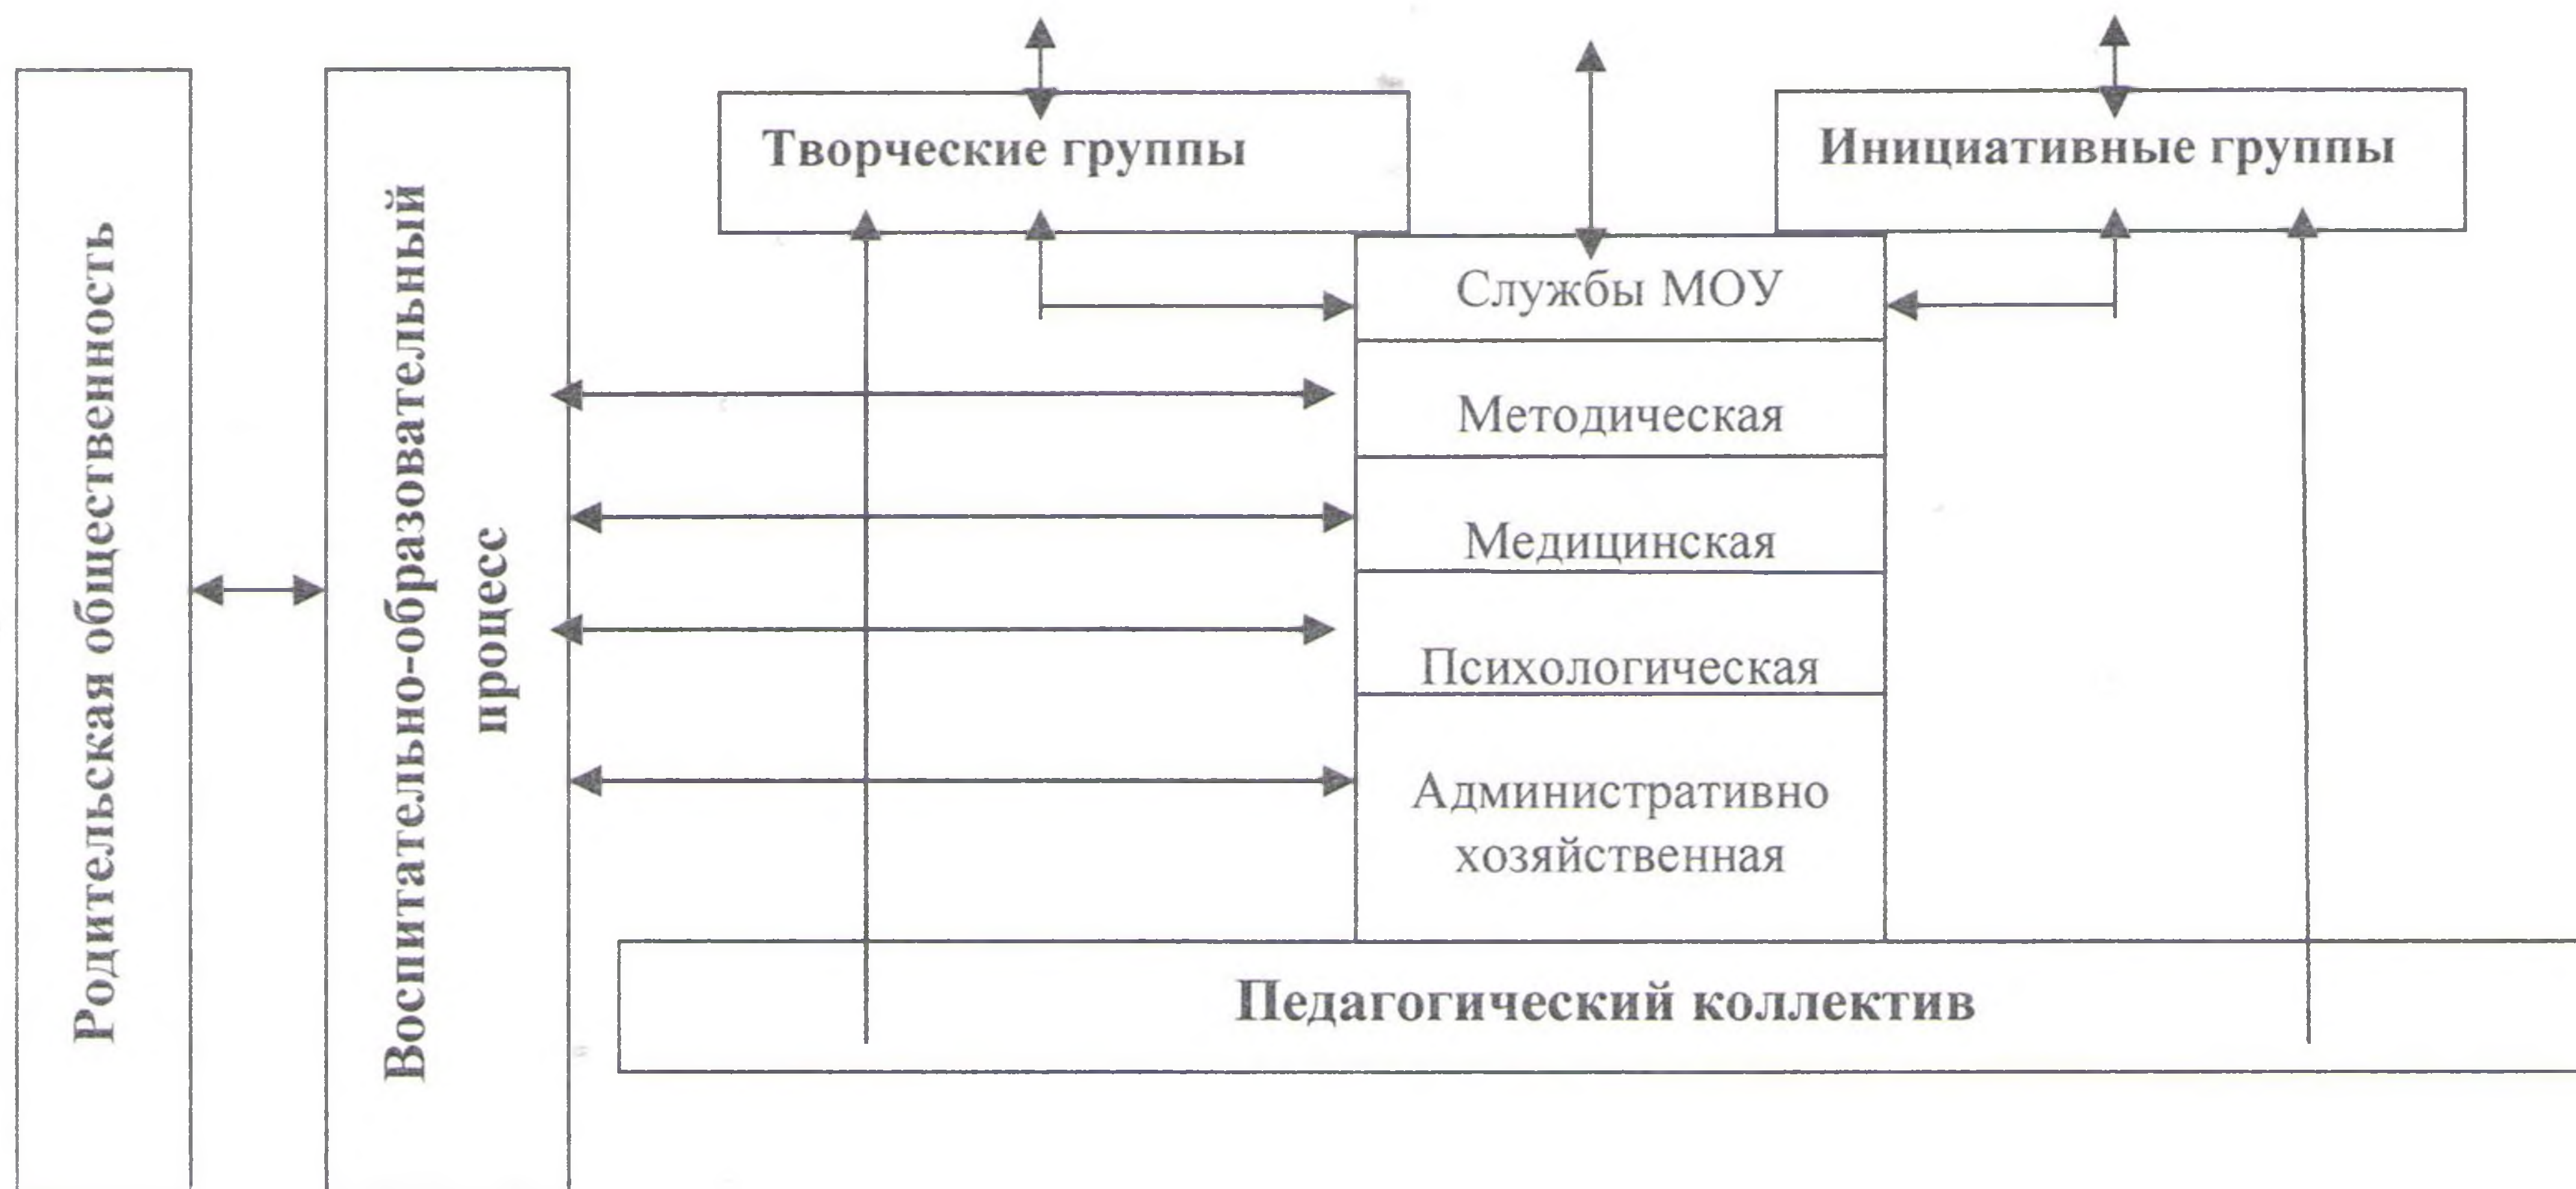 Родительская общественность
Воспитательно-образовательный
процесс
Творческие группы
Инициативные группы
Службы МОУ
Методическая
Медицинская
Психологическая
Административно
хозяйственная
Педагогический коллектив